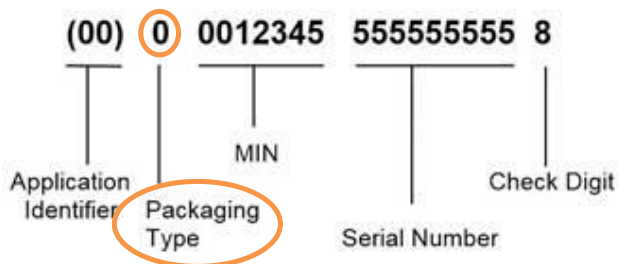 (00) 0 0012345 555555555 8
MIN
Application
Identifier
Packaging
Type
Serial Number
Check Digit